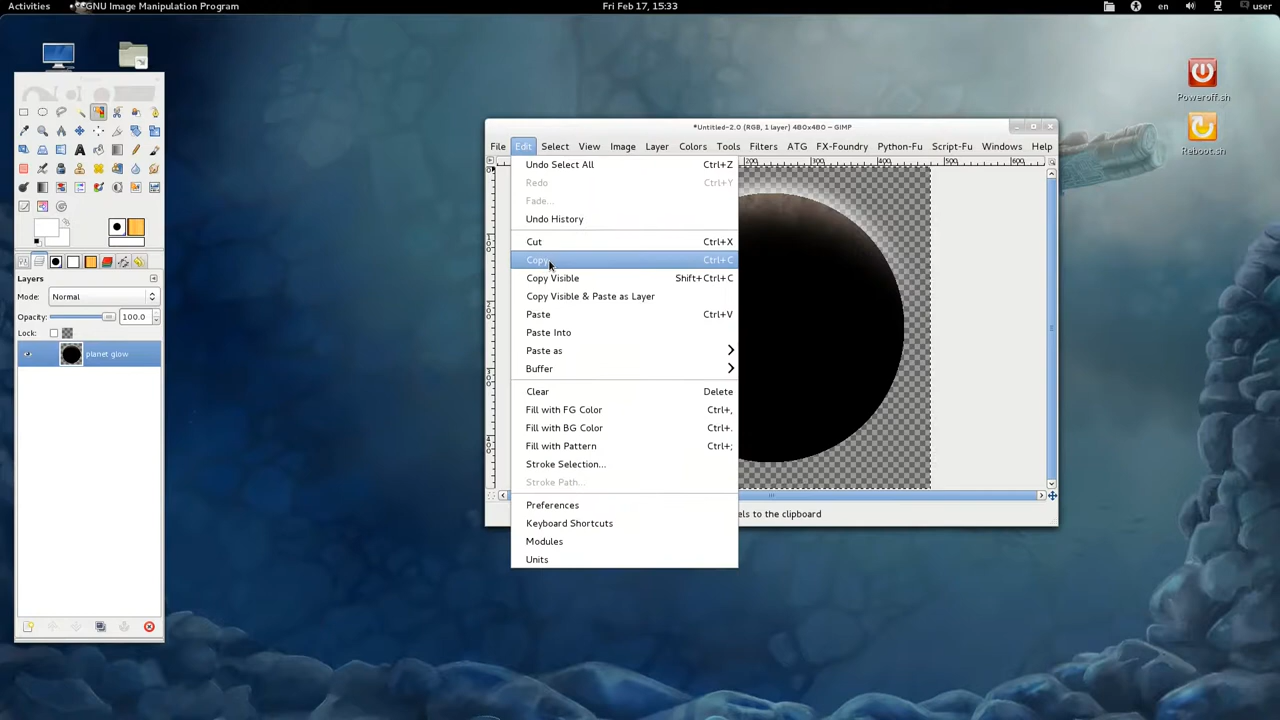 Activities
GNU Image Manipulation Program
Fri Feb 17, 15:33
en
user
Poweroff.sh
Reboot.sh
Layers
Mode: Normal
Opacity: 100.0
Lock:
planet glow
*Untitled-2.0 (RGB, 1 layer) 480x480 – GIMP
File Edit Select View Image Layer Colors Tools Filters ATG FX-Foundry Python-Fu Script-Fu Windows Help
200 300 400 500 600
Undo Select All Ctrl+Z
Redo Ctrl+Y
Fade...
Undo History
Cut Ctrl+X
Copy Ctrl+C
Copy Visible Shift+Ctrl+C
Copy Visible & Paste as Layer
Paste Ctrl+V
Paste Into
Paste as
Buffer
Clear Delete
Fill with FG Color Ctrl+,
Fill with BG Color Ctrl+.
Fill with Pattern Ctrl+;
Stroke Selection...
Stroke Path...
Preferences
Keyboard Shortcuts
Modules
Units
els to the clipboard